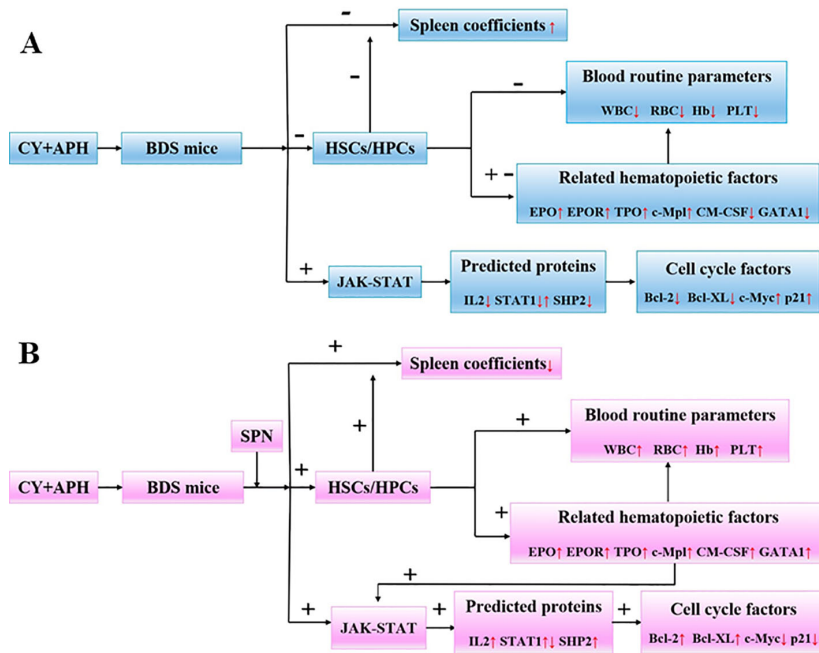 A
Spleen coefficients↑
Blood routine parameters
WBC↓ RBC↓ Hb↓ PLT↓
CY+APH
BDS mice
HSCs/HPCs
Related hematopoietic factors
EPO↑ EPOR↑ TPO↑ c-Mpl↑ CM-CSF↓ GATA1↓
JAK-STAT
Predicted proteins
IL2↓ STAT1↓↑ SHP2↓
Cell cycle factors
Bcl-2↓ Bcl-XL↓ c-Myc↑ p21↑
- - - - + - +
B
Spleen coefficients↓
SPN
Blood routine parameters
WBC↑ RBC↑ Hb↑ PLT↑
CY+APH
BDS mice
HSCs/HPCs
Related hematopoietic factors
EPO↑ EPOR↑ TPO↑ c-Mpl↑ CM-CSF↑ GATA1↑
JAK-STAT
Predicted proteins
IL2↑ STAT1↑↓ SHP2↑
Cell cycle factors
Bcl-2↑ Bcl-XL↑ c-Myc↓ p21↓
+ + + + + + + + +